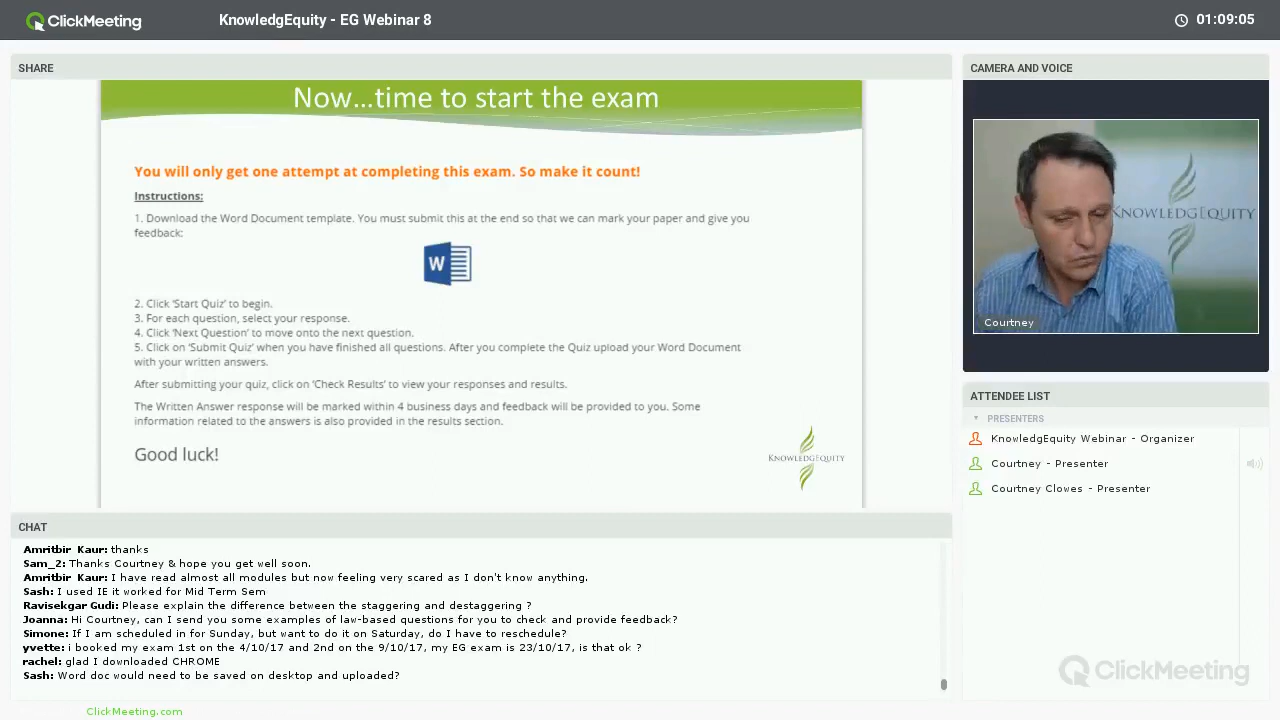 ClickMeeting
KnowledgEquity - EG Webinar 8
01:09:05
SHARE
Now...time to start the exam
You will only get one attempt at completing this exam. So make it count!
Instructions:
1. Download the Word Document template. You must submit this at the end so that we can mark your paper and give you
feedback:
W
2. Click 'Start Quiz' to begin.
3. For each question, select your response.
4. Click 'Next Question' to move onto the next question.
5. Click on 'Submit Quiz' when you have finished all questions. After you complete the Quiz upload your Word Document
with your written answers.
After submitting your quiz, click on 'Check Results' to view your responses and results.
The Written Answer response will be marked within 4 business days and feedback will be provided to you. Some
information related to the answers is also provided in the results section.
Good luck!
KNOWLEDGEQUITY
CAMERA AND VOICE
KNOWLEDGEQUITY
Courtney
ATTENDEE LIST
PRESENTERS
KnowledgEquity Webinar - Organizer
Courtney - Presenter
Courtney Clowes - Presenter
CHAT
Amritbir Kaur: thanks
Sam_2: Thanks Courtney & hope you get well soon.
Amritbir Kaur: I have read almost all modules but now feeling very scared as I don't know anything.
Sash: I used IE it worked for Mid Term Sem
Ravisekgar Gudi: Please explain the difference between the staggering and destaggering ?
Joanna: Hi Courtney, can I send you some examples of law-based questions for you to check and provide feedback?
Simone: If I am scheduled in for Sunday, but want to do it on Saturday, do I have to reschedule?
yvette: i booked my exam 1st on the 4/10/17 and 2nd on the 9/10/17, my EG exam is 23/10/17, is that ok ?
rachel: glad I downloaded CHROME
Sash: Word doc would need to be saved on desktop and uploaded?
ClickMeeting
ClickMeeting.com